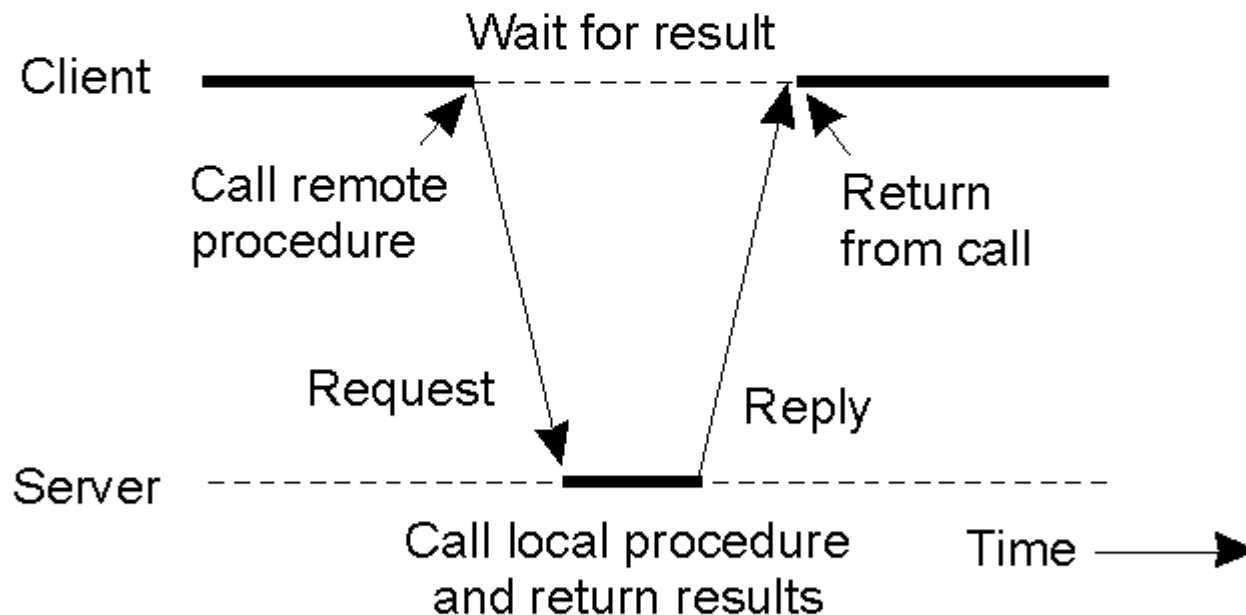 Wait for result
Client
Call remote
procedure
Return
from call
Request
Reply
Server
Call local procedure
and return results
Time